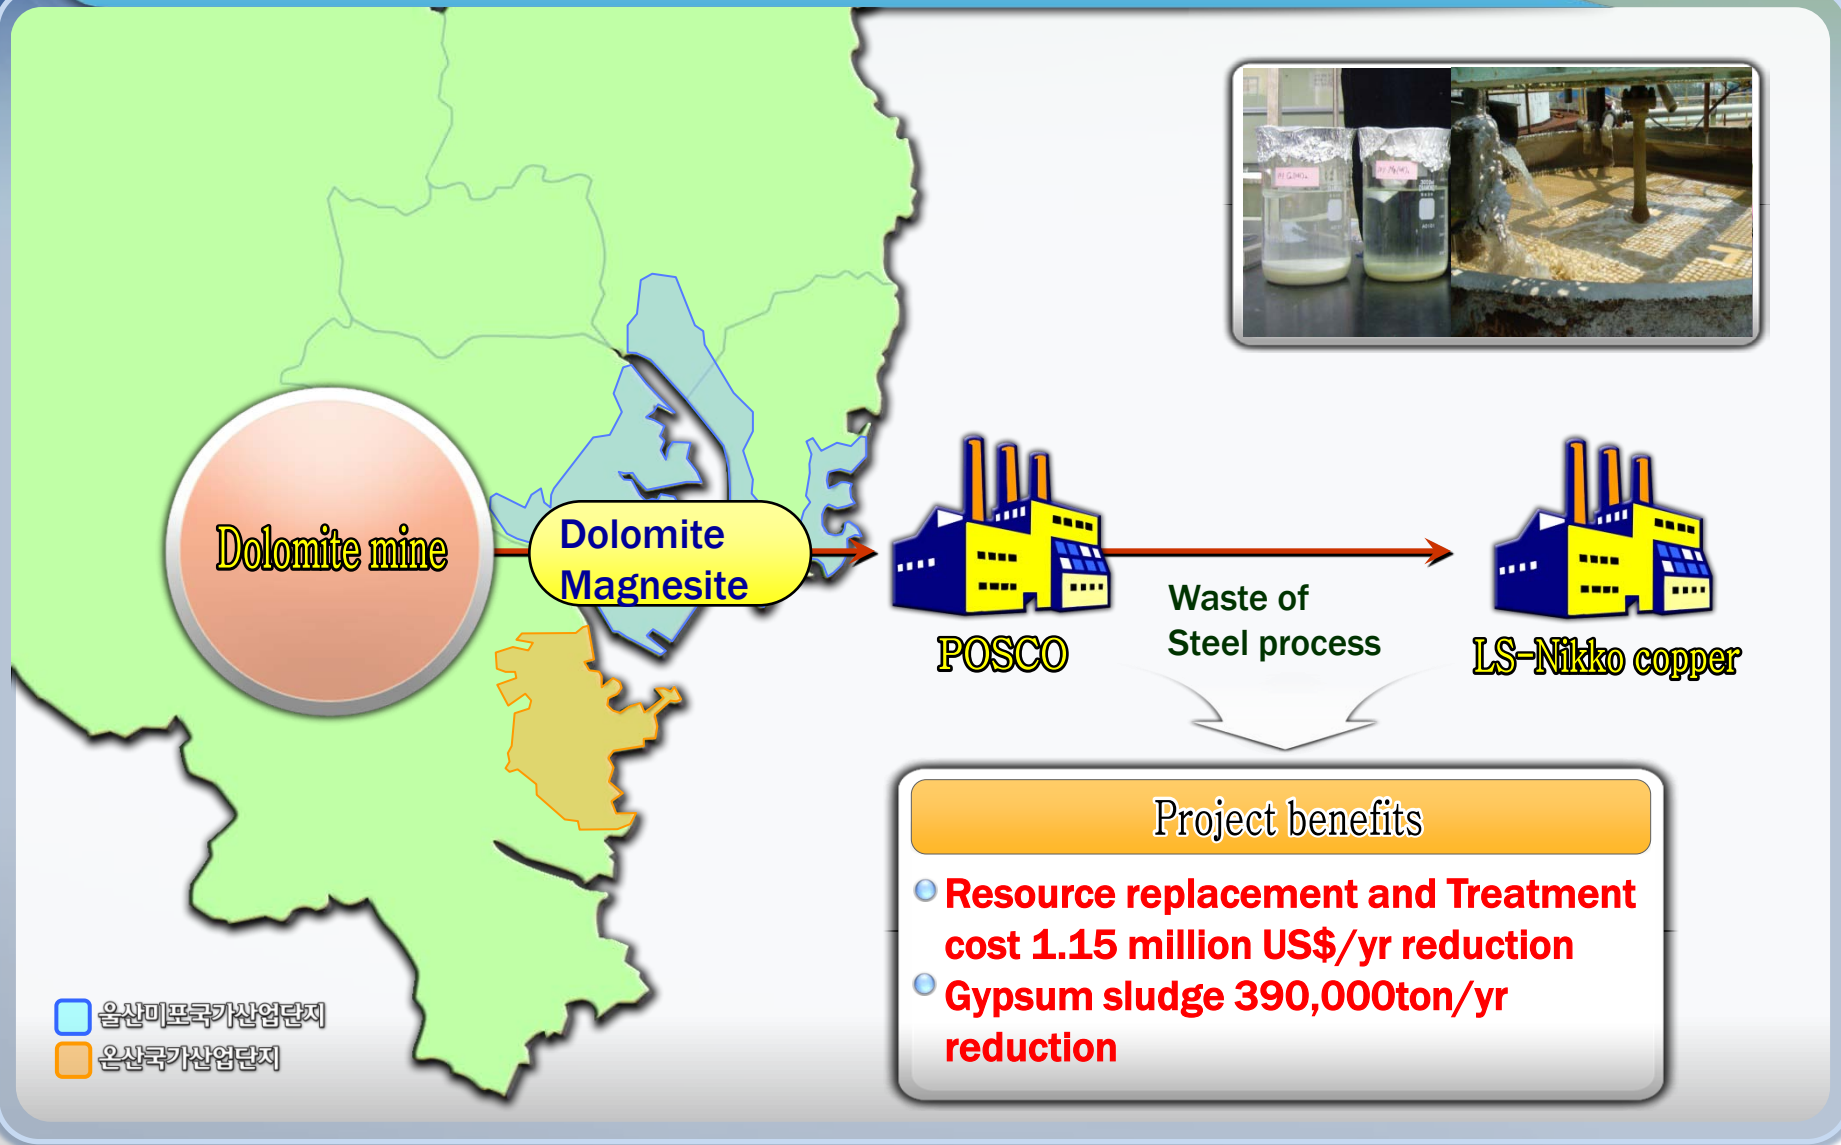 Dolomite mine
Dolomite
Magnesite
POSCO
Waste of
Steel process
LS-Nikko copper
Project benefits
Resource replacement and Treatment
cost 1.15 million US$/yr reduction
Gypsum sludge 390,000ton/yr
reduction
울산미포국가산업단지
온산국가산업단지